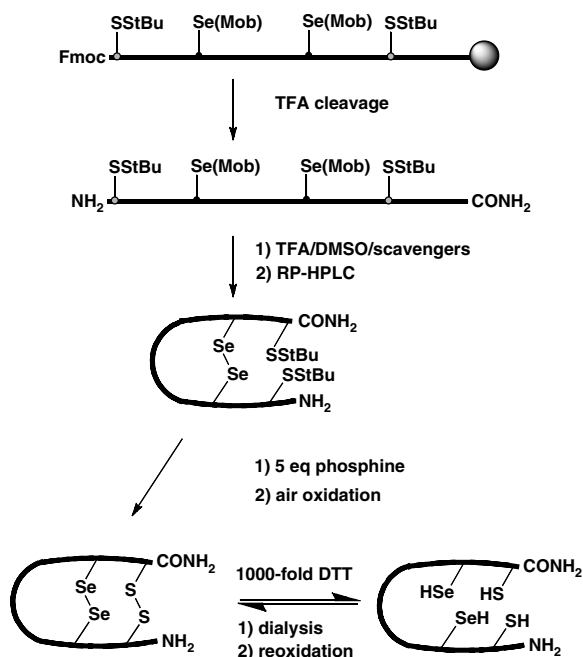 SStBu Se(Mob) Se(Mob) SStBu
Fmoc
TFA cleavage
SStBu Se(Mob) Se(Mob) SStBu
NH₂ CONH₂
1) TFA/DMSO/scavengers
2) RP-HPLC
CONH₂
Se
SStBu
Se SStBu
NH₂
1) 5 eq phosphine
2) air oxidation
CONH₂ 1000-fold DTT CONH₂
Se S HSe HS
Se S SeH SH
NH₂ 1) dialysis NH₂
2) reoxidation